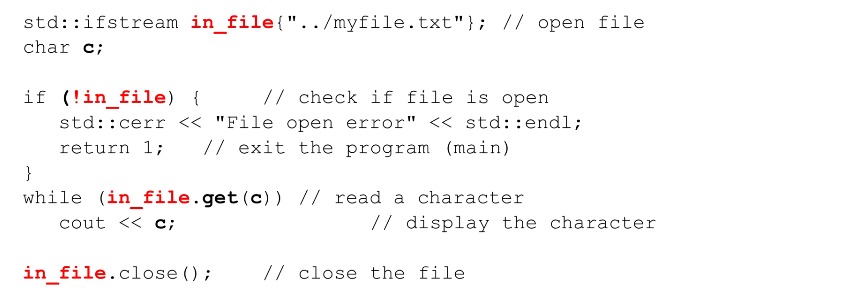 std::ifstream in_file{"../myfile.txt"}; // open file
char c;
if (!in_file) {     // check if file is open
   std::cerr << "File open error" << std::endl;
   return 1;   // exit the program (main)
}
while (in_file.get(c)) // read a character
   cout << c;                // display the character
in_file.close();    // close the file